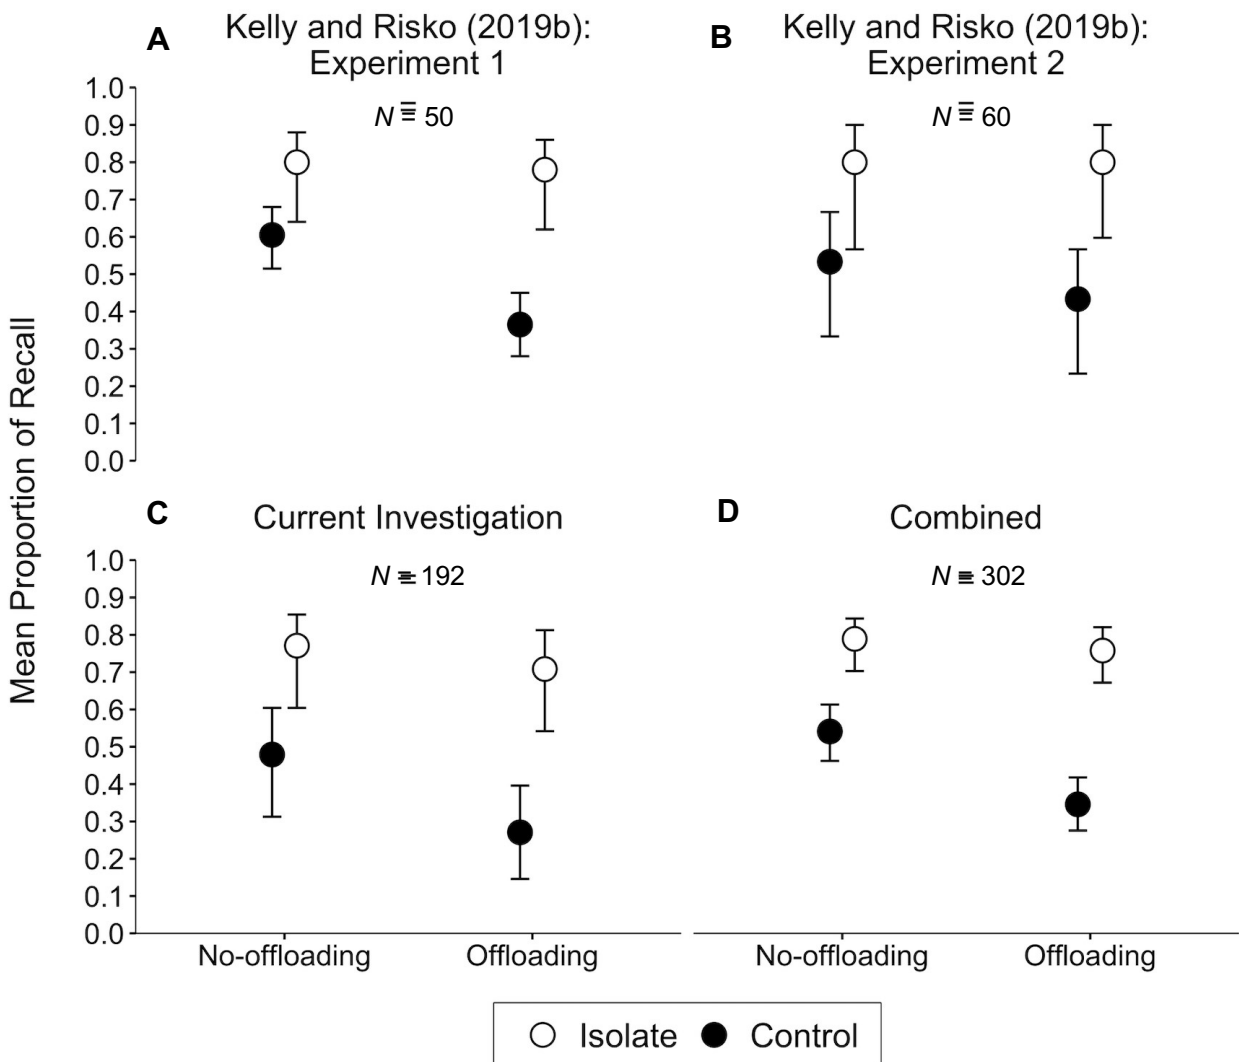 A
Kelly and Risko (2019b):
Experiment 1
N = 50
B
Kelly and Risko (2019b):
Experiment 2
N = 60
1.0
0.9
0.8
0.7
0.6
0.5
0.4
0.3
0.2
0.1
0.0
Mean Proportion of Recall
C
Current Investigation
N = 192
D
Combined
N = 302
1.0
0.9
0.8
0.7
0.6
0.5
0.4
0.3
0.2
0.1
0.0
No-offloading
Offloading
No-offloading
Offloading
Isolate
Control